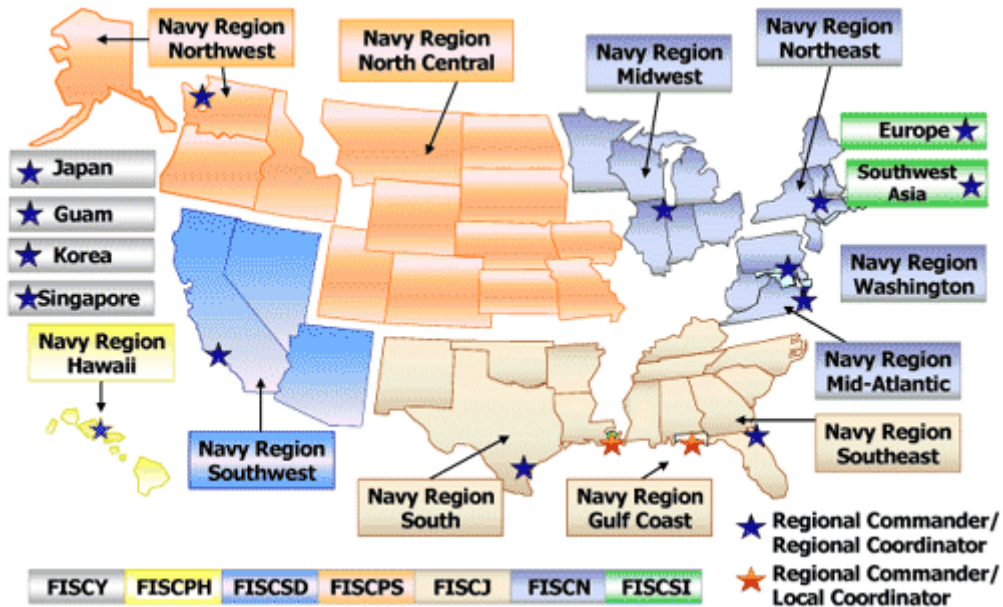 Navy Region
Northwest
Navy Region
North Central
Navy Region
Midwest
Navy Region
Northeast
Europe
Southwest
Asia
Japan
Guam
Korea
Singapore
Navy Region
Hawaii
Navy Region
Washington
Navy Region
Mid-Atlantic
Navy Region
Southwest
Navy Region
South
Navy Region
Gulf Coast
Navy Region
Southeast
Regional Commander/
Regional Coordinator
Regional Commander/
Local Coordinator
FISCY FISCPH FISCSD FISCPS FISCJ FISCN FISCSI